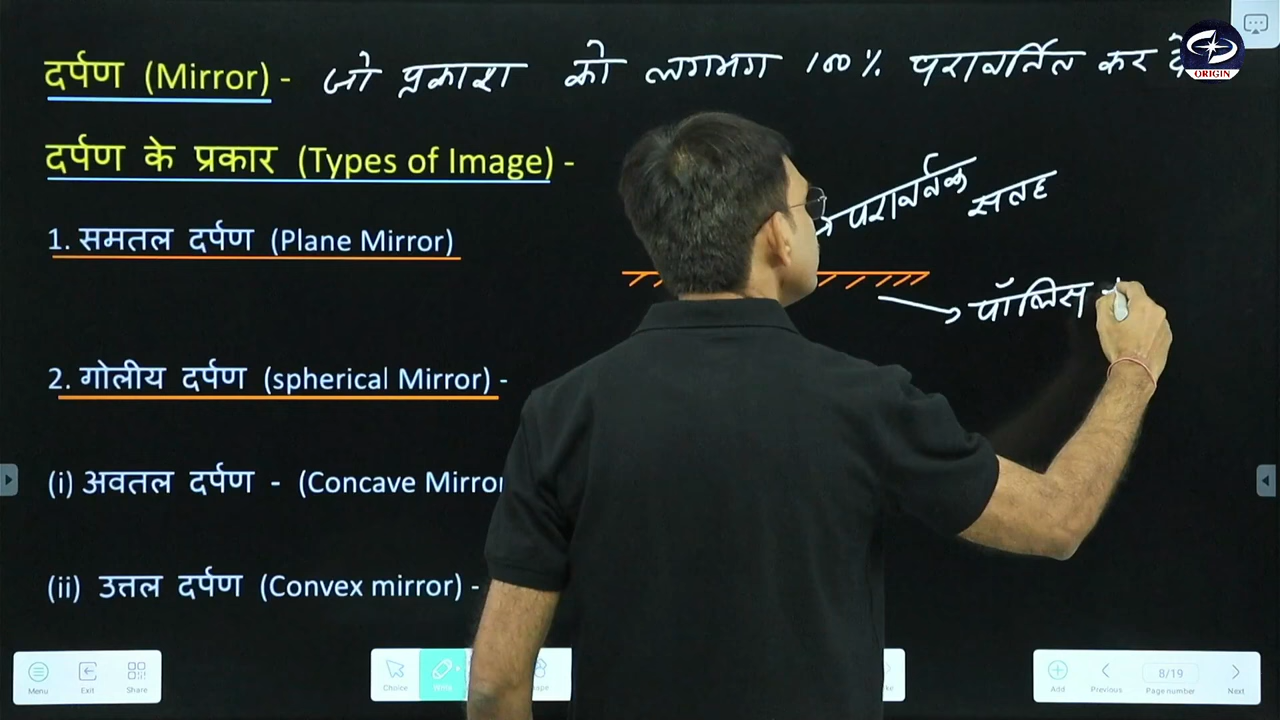 दर्पण (Mirror) - जो प्रकाश को लगभग 100% परावर्तित कर दे
ORIGIN
दर्पण के प्रकार (Types of Image) -
परावर्तक सतह
1. समतल दर्पण (Plane Mirror)
पॉलिस
2. गोलीय दर्पण (spherical Mirror) -
(i) अवतल दर्पण - (Concave Mirror
(ii) उत्तल दर्पण (Convex mirror) -
Menu Exit Share Choice Write Add Previous 8/19 Page number Next